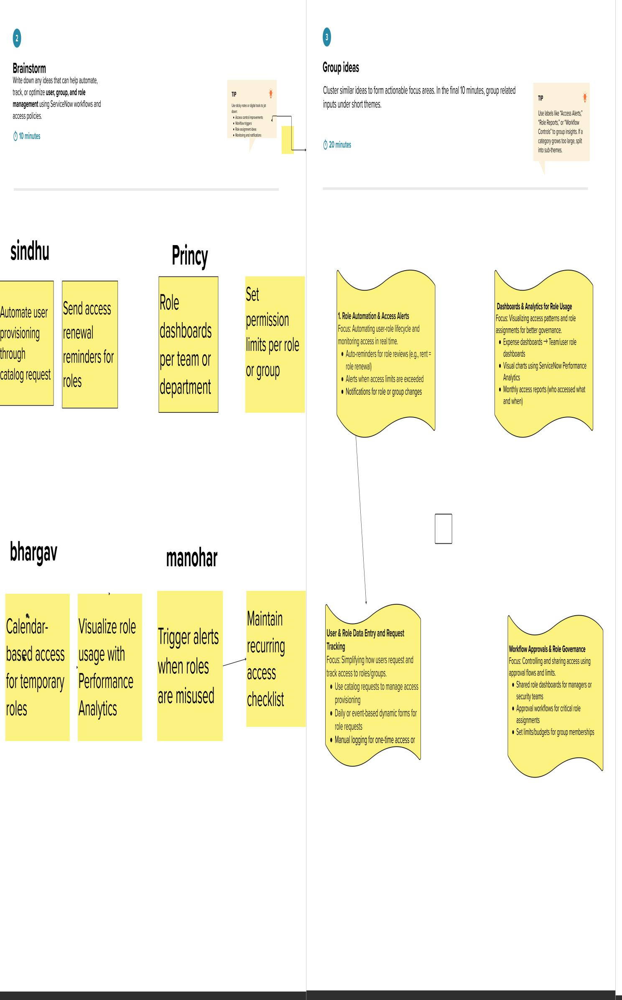 2
Brainstorm
Write down any ideas that can help automate,
track, or optimize user, group, and role
management using ServiceNow workflows and
access policies.
10 minutes
TIP
Use sticky notes or digital tools to jot
down:
● Access control improvements
● Workflow triggers
● Role assignment ideas
● Monitoring and notifications
sindhu
Automate user
provisioning
through
catalog request
Send access
renewal
reminders for
roles
Princy
Role
dashboards
per team or
department
Set
permission
limits per role
or group
bhargav
Calendar-
based access
for temporary
roles
Visualize role
usage with
Performance
Analytics
manohar
Trigger alerts
when roles
are misused
Maintain
recurring
access
checklist
3
Group ideas
Cluster similar ideas to form actionable focus areas. In the final 10 minutes, group related
inputs under short themes.
20 minutes
TIP
Use labels like “Access Alerts,”
“Role Reports,” or “Workflow
Controls” to group insights. If a
category grows too large, split
into sub-themes.
1. Role Automation & Access Alerts
Focus: Automating user-role lifecycle and
monitoring access in real time.
● Auto-reminders for role reviews (e.g., rent =
role renewal)
● Alerts when access limits are exceeded
● Notifications for role or group changes
Dashboards & Analytics for Role Usage
Focus: Visualizing access patterns and role
assignments for better governance.
● Expense dashboards → Team/user role
dashboards
● Visual charts using ServiceNow Performance
Analytics
● Monthly access reports (who accessed what
and when)
User & Role Data Entry and Request
Tracking
Focus: Simplifying how users request and
track access to roles/groups.
● Use catalog requests to manage access
provisioning
● Daily or event-based dynamic forms for
role requests
● Manual logging for one-time access or
Workflow Approvals & Role Governance
Focus: Controlling and sharing access using
approval flows and limits.
● Shared role dashboards for managers or
security teams
● Approval workflows for critical role
assignments
● Set limits/budgets for group memberships